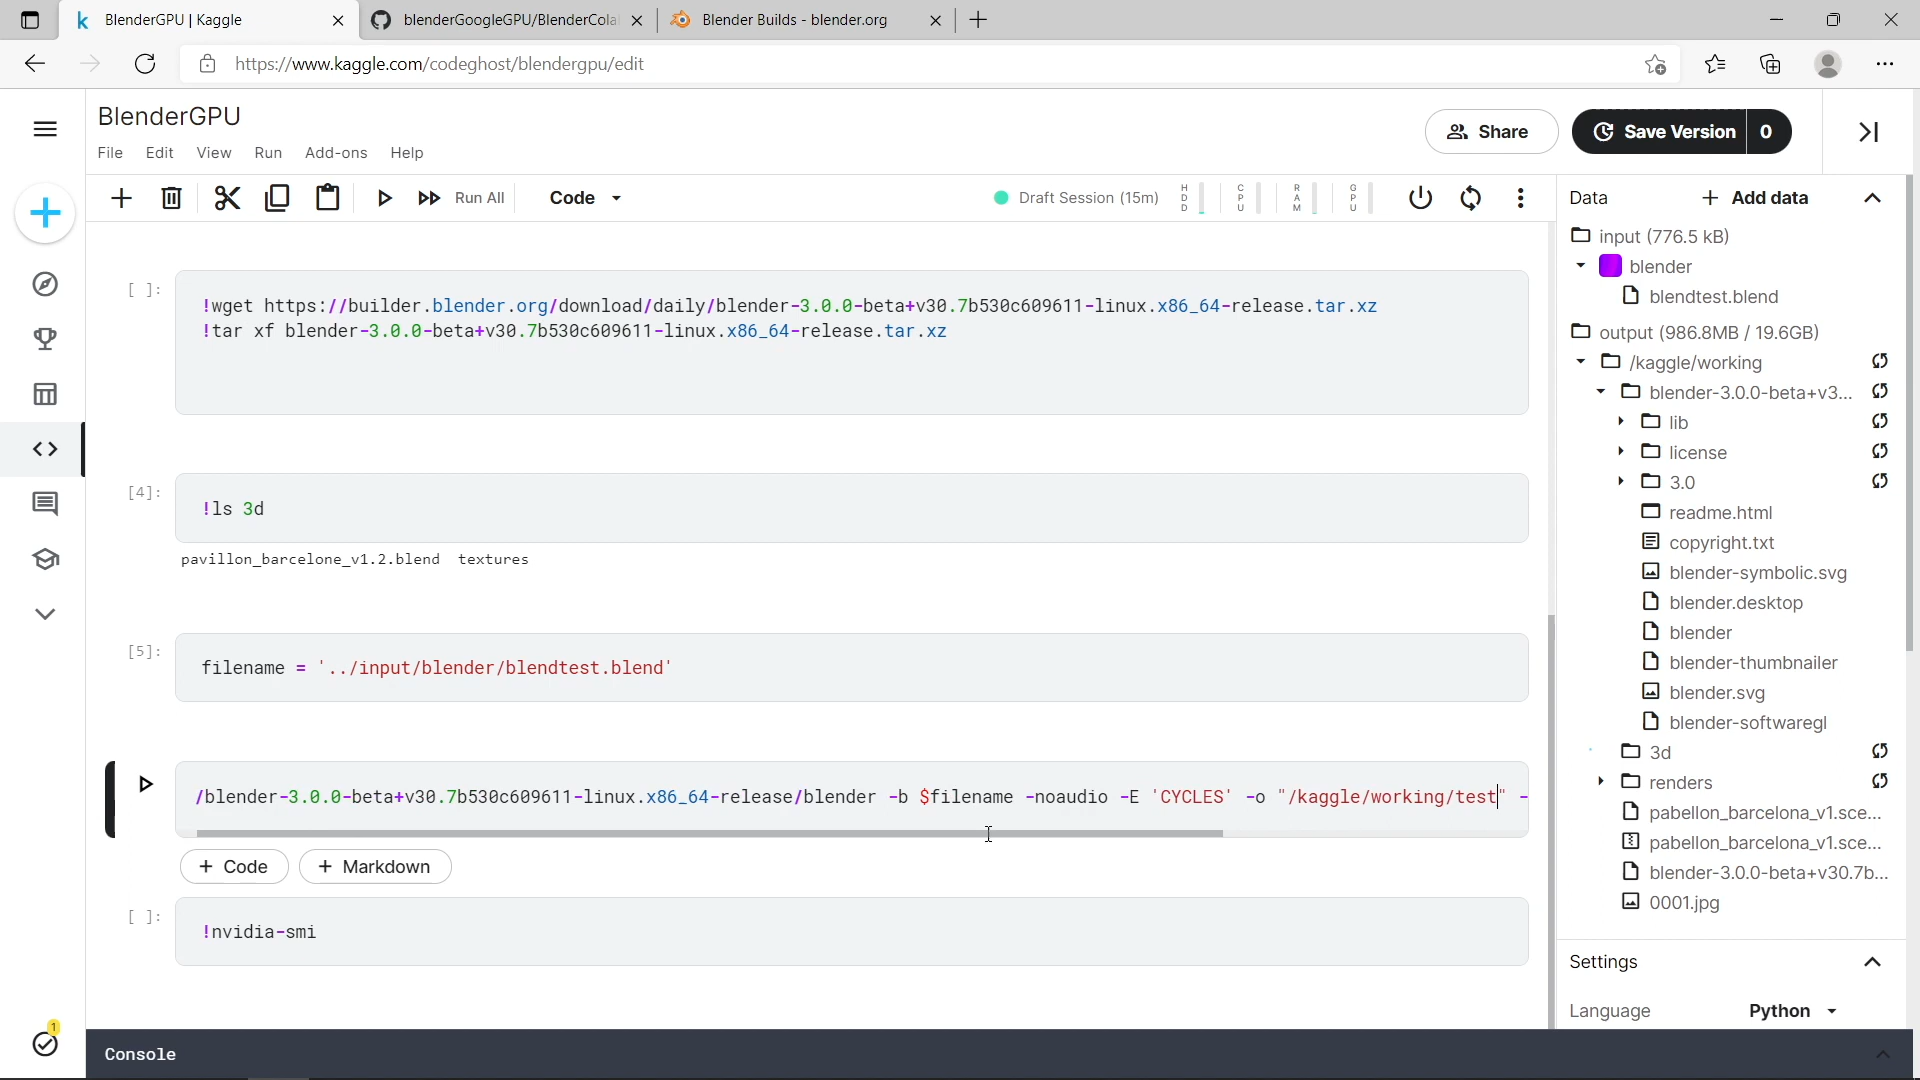 BlenderGPU | Kaggle
blenderGoogleGPU/BlenderCola
Blender Builds - blender.org
https://www.kaggle.com/codeghost/blendergpu/edit
BlenderGPU
File Edit View Run Add-ons Help
Share
Save Version 0
Run All
Code
Draft Session (15m)
HDD
CPU
RAM
GPU
Data
+ Add data
[ ]:
!wget https://builder.blender.org/download/daily/blender-3.0.0-beta+v30.7b530c609611-linux.x86_64-release.tar.xz
!tar xf blender-3.0.0-beta+v30.7b530c609611-linux.x86_64-release.tar.xz
[4]:
!ls 3d
pavillon_barcelone_v1.2.blend textures
[5]:
filename = '../input/blender/blendtest.blend'
/blender-3.0.0-beta+v30.7b530c609611-linux.x86_64-release/blender -b $filename -noaudio -E 'CYCLES' -o "/kaggle/working/test" -
+ Code
+ Markdown
[ ]:
!nvidia-smi
input (776.5 kB)
blender
blendtest.blend
output (986.8MB / 19.6GB)
/kaggle/working
blender-3.0.0-beta+v3...
lib
license
3.0
readme.html
copyright.txt
blender-symbolic.svg
blender.desktop
blender
blender-thumbnailer
blender.svg
blender-softwaregl
3d
renders
pabellon_barcelona_v1.sce...
pabellon_barcelona_v1.sce...
blender-3.0.0-beta+v30.7b...
0001.jpg
Settings
Language Python
1
Console